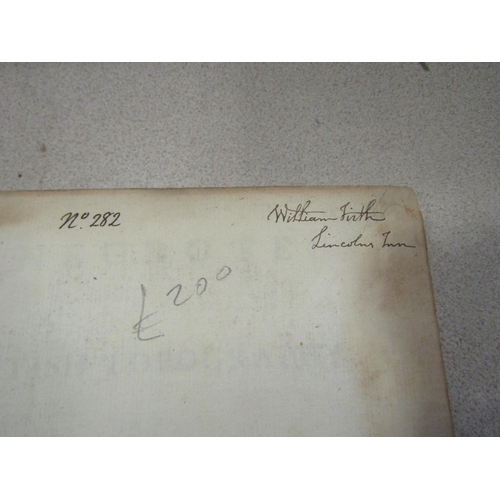 No. 282
William Firth
Lincolns Inn
£200